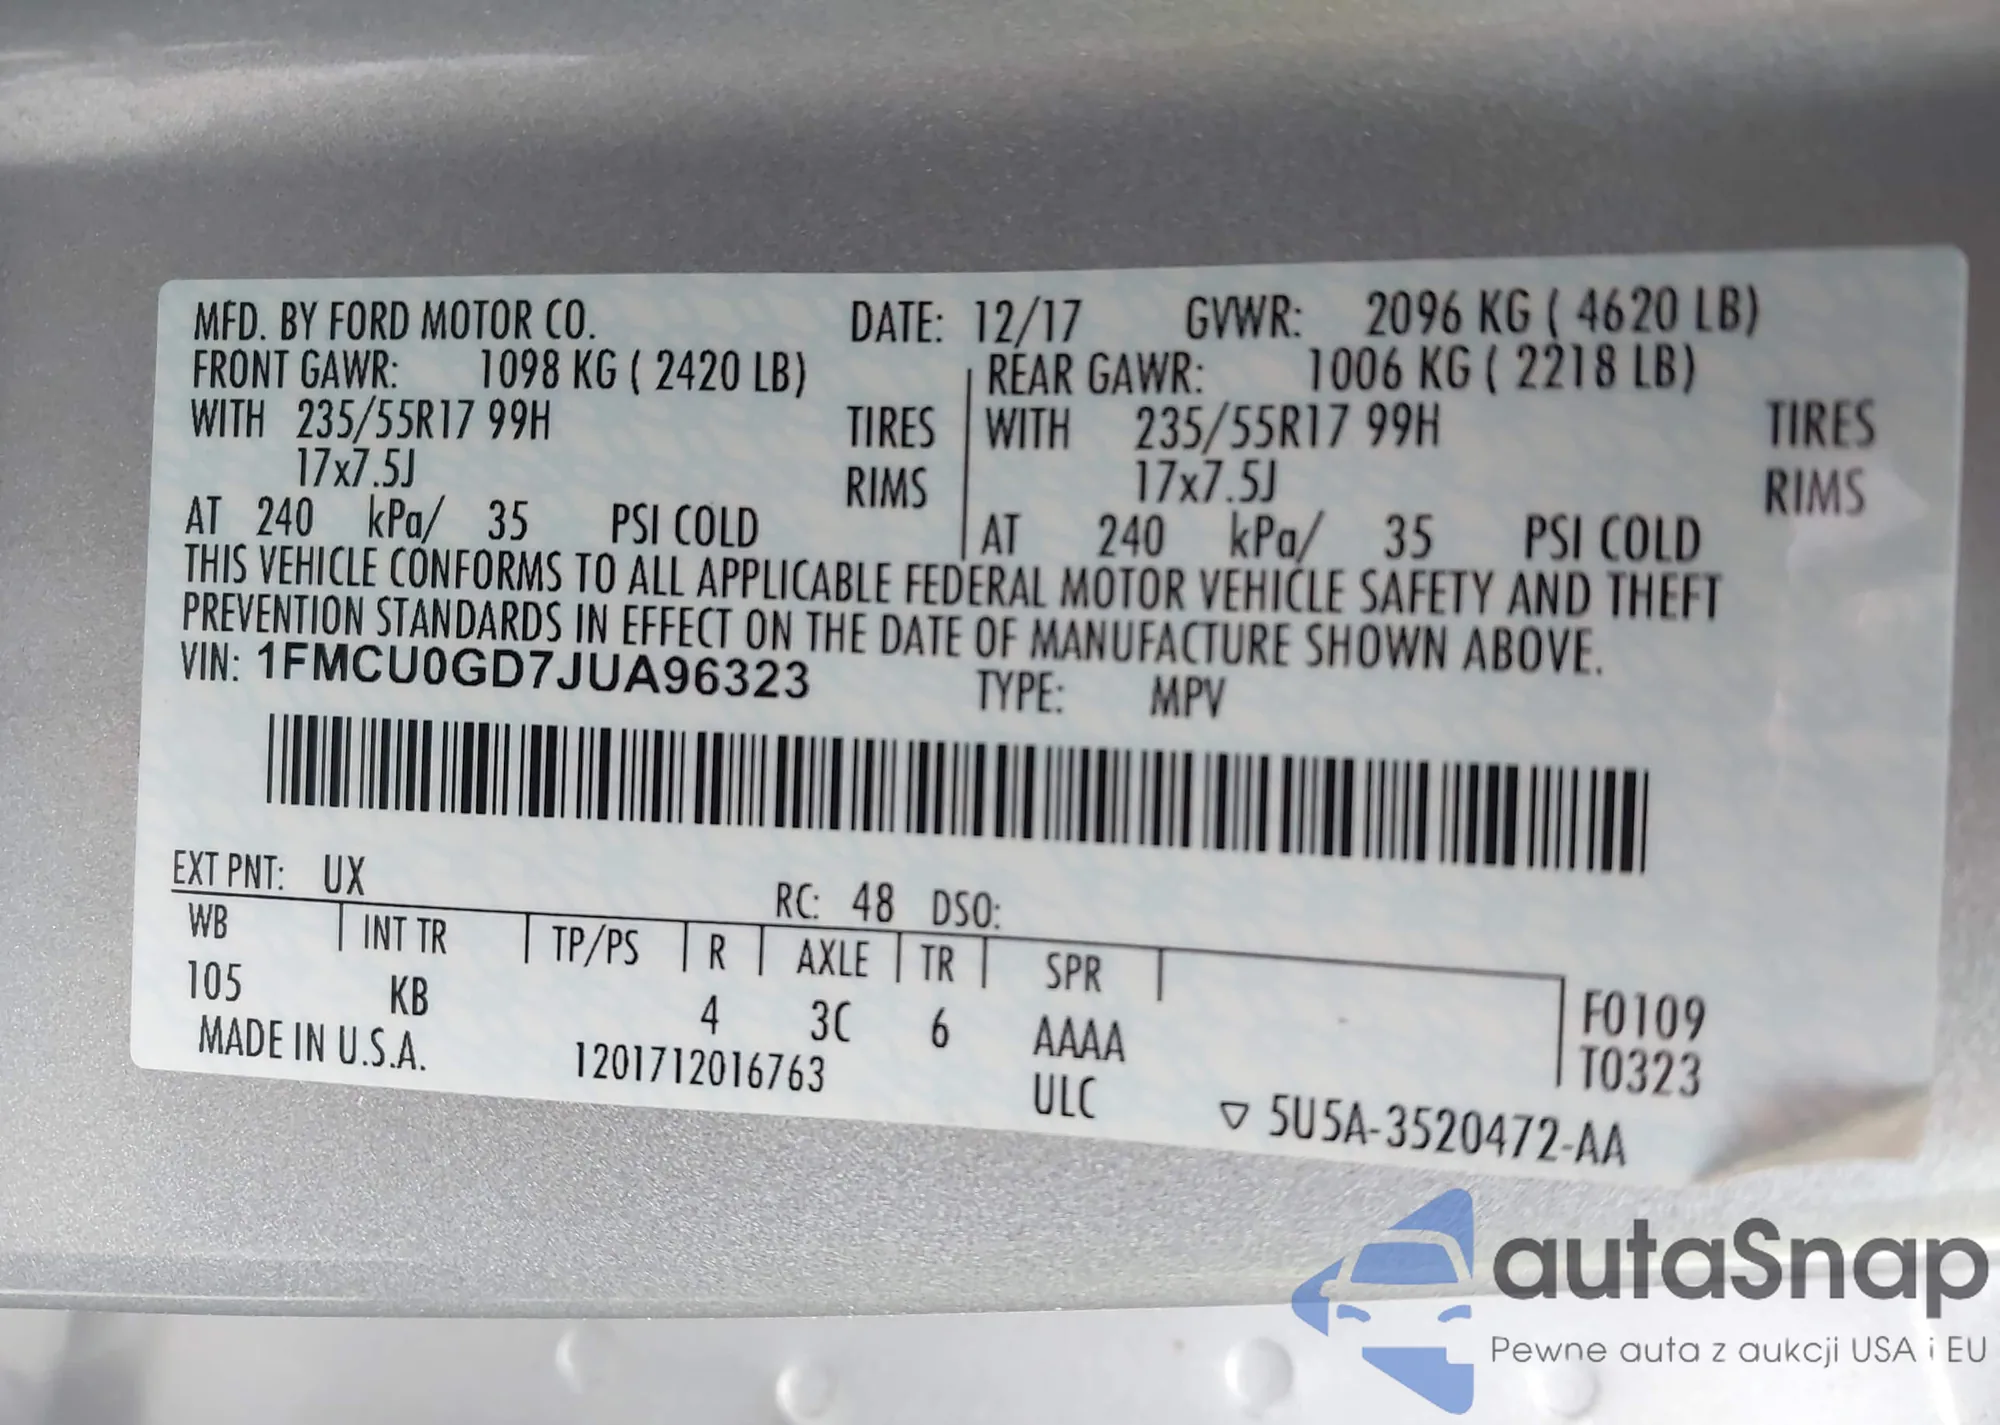 MFD. BY FORD MOTOR CO. DATE: 12/17 GVWR: 2096 KG ( 4620 LB)
FRONT GAWR: 1098 KG ( 2420 LB) REAR GAWR: 1006 KG ( 2218 LB)
WITH 235/55R17 99H TIRES WITH 235/55R17 99H TIRES
17x7.5J RIMS 17x7.5J RIMS
AT 240 kPa/ 35 PSI COLD AT 240 kPa/ 35 PSI COLD
THIS VEHICLE CONFORMS TO ALL APPLICABLE FEDERAL MOTOR VEHICLE SAFETY AND THEFT
PREVENTION STANDARDS IN EFFECT ON THE DATE OF MANUFACTURE SHOWN ABOVE.
VIN: 1FMCU0GD7JUA96323 TYPE: MPV
EXT PNT: UX RC: 48 DSO:
WB INT TR TP/PS R AXLE TR SPR
105 KB 4 3C 6 AAAA F0109
MADE IN U.S.A. 1201712016763 ULC T0323
▽ 5U5A-3520472-AA
autaSnap
Pewne auta z aukcji USA i EU